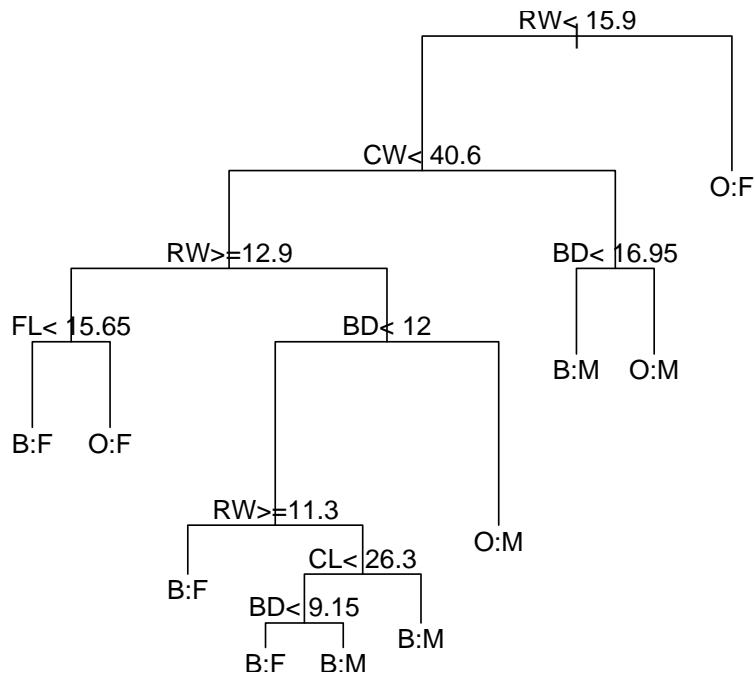 RW< 15.9
CW< 40.6
O:F
RW>=12.9
BD< 16.95
FL< 15.65
BD< 12
B:M
O:M
B:F
O:F
RW>=11.3
O:M
CL< 26.3
B:F
BD< 9.15
B:M
B:F
B:M